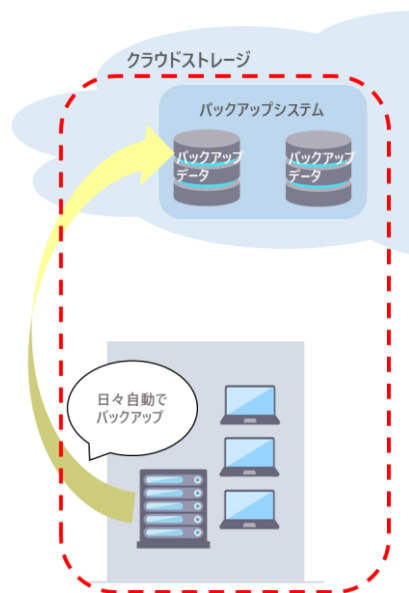 クラウドストレージ
バックアップシステム
バックアップ
データ
バックアップ
データ
日々自動で
バックアップ